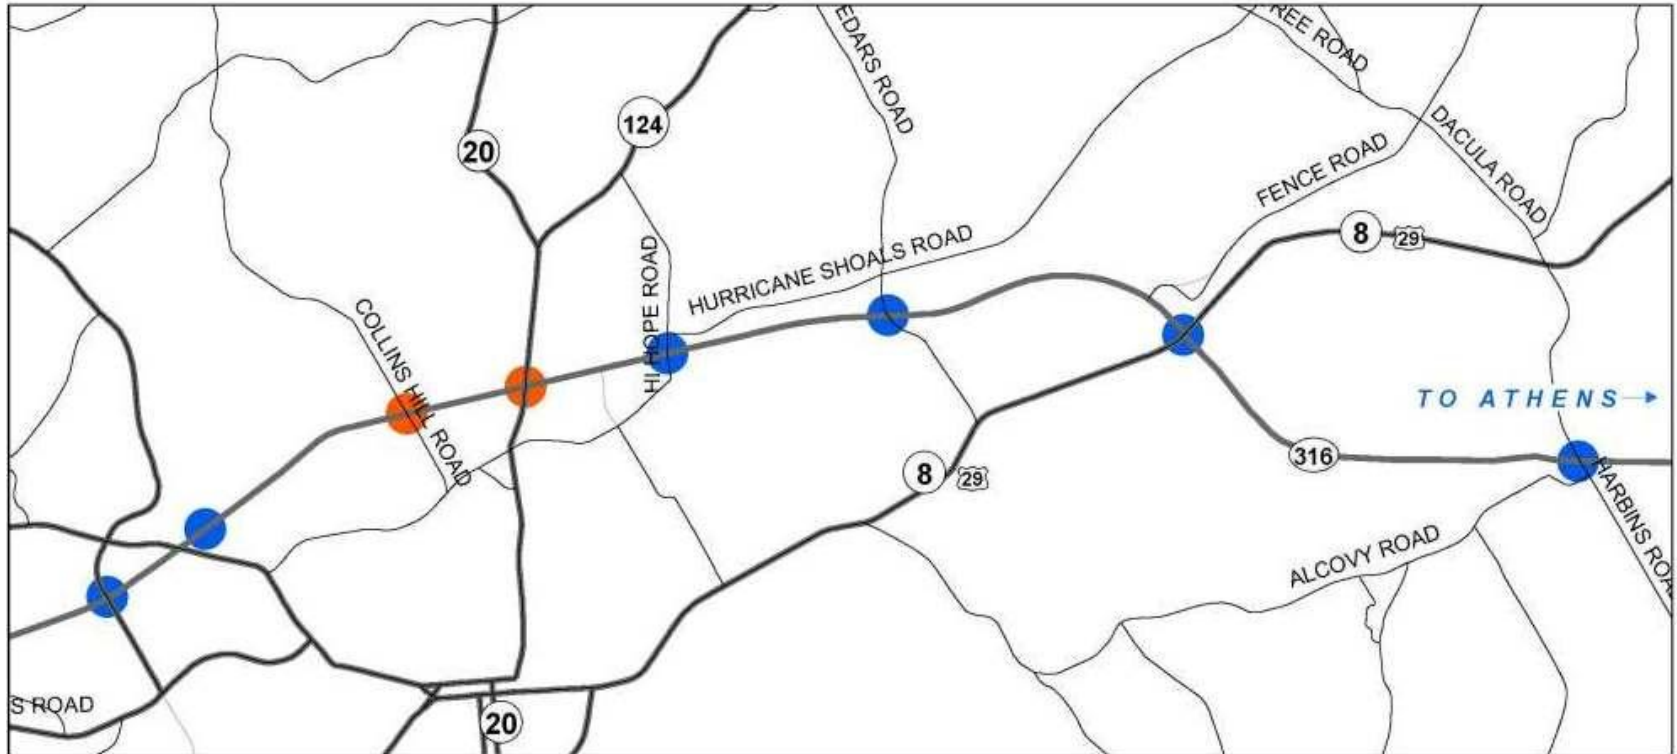 EDARS ROAD
REE ROAD
124
20
DACULA ROAD
FENCE ROAD
8
29
HURRICANE SHOALS ROAD
HI HOPE ROAD
COLLINS HILL ROAD
TO ATHENS
8
29
316
HARBINS ROAD
ALCOVY ROAD
S ROAD
20